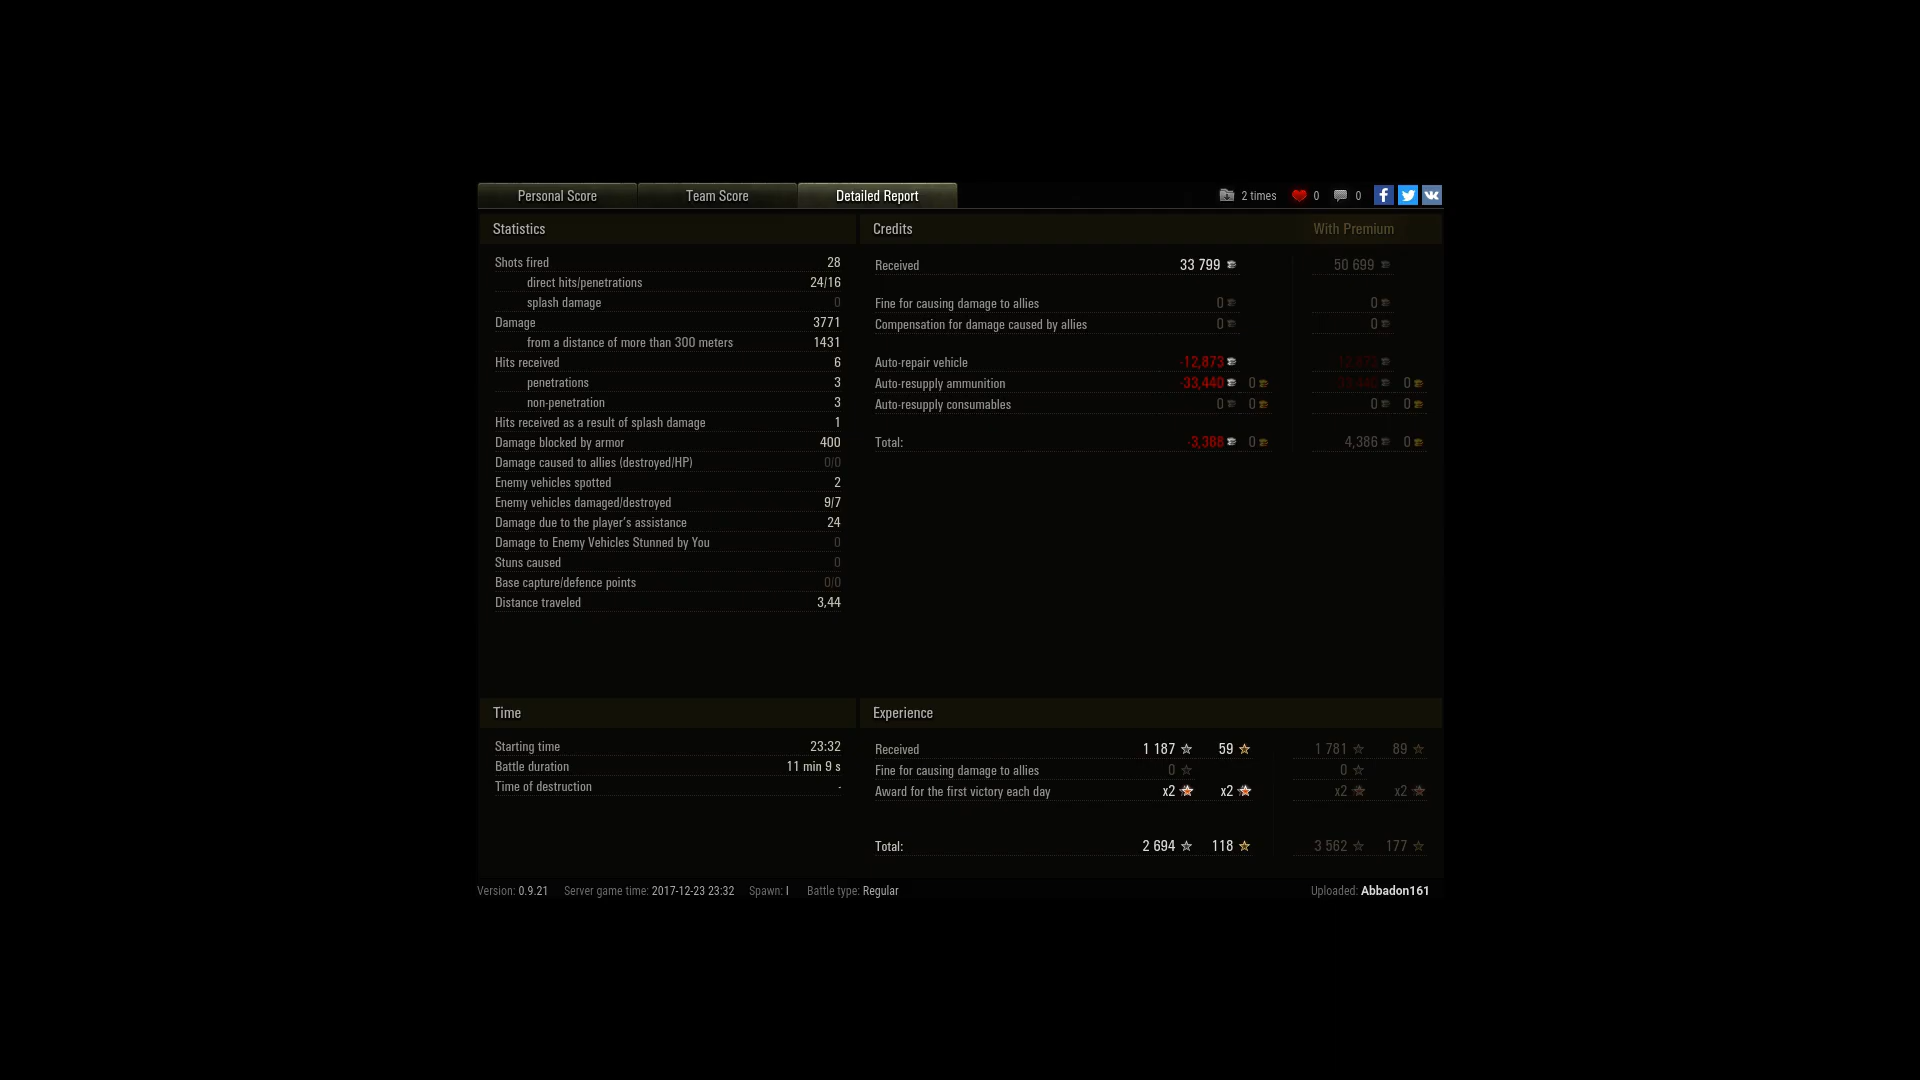 Personal Score Team Score Detailed Report 2 times 0 0
Statistics
Shots fired 28
direct hits/penetrations 24/16
splash damage 0
Damage 3771
from a distance of more than 300 meters 1431
Hits received 6
penetrations 3
non-penetration 3
Hits received as a result of splash damage 1
Damage blocked by armor 400
Damage caused to allies (destroyed/HP) 0/0
Enemy vehicles spotted 2
Enemy vehicles damaged/destroyed 9/7
Damage due to the player's assistance 24
Damage to Enemy Vehicles Stunned by You 0
Stuns caused 0
Base capture/defence points 0/0
Distance traveled 3,44
Credits With Premium
Received 33 799 50 699
Fine for causing damage to allies 0 0
Compensation for damage caused by allies 0 0
Auto-repair vehicle -12,873 -12,873
Auto-resupply ammunition -33,440 0 -33,440 0
Auto-resupply consumables 0 0 0 0
Total: -3,388 0 4,386 0
Time
Starting time 23:32
Battle duration 11 min 9 s
Time of destruction -
Experience
Received 1 187 59 1 781 89
Fine for causing damage to allies 0 0
Award for the first victory each day x2 x2 x2 x2
Total: 2 694 118 3 562 177
Version: 0.9.21 Server game time: 2017-12-23 23:32 Spawn: I Battle type: Regular Uploaded: Abbadon161